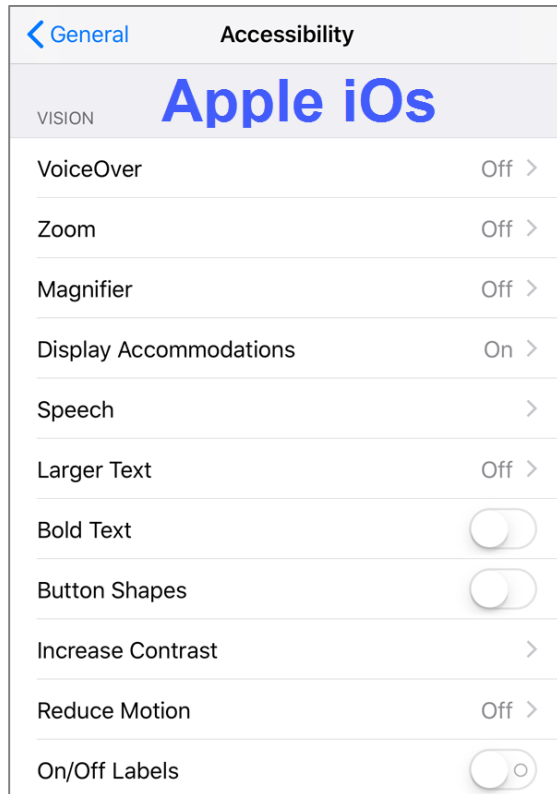 General Accessibility
Apple iOs
VISION
VoiceOver Off
Zoom Off
Magnifier Off
Display Accommodations On
Speech
Larger Text Off
Bold Text
Button Shapes
Increase Contrast
Reduce Motion Off
On/Off Labels